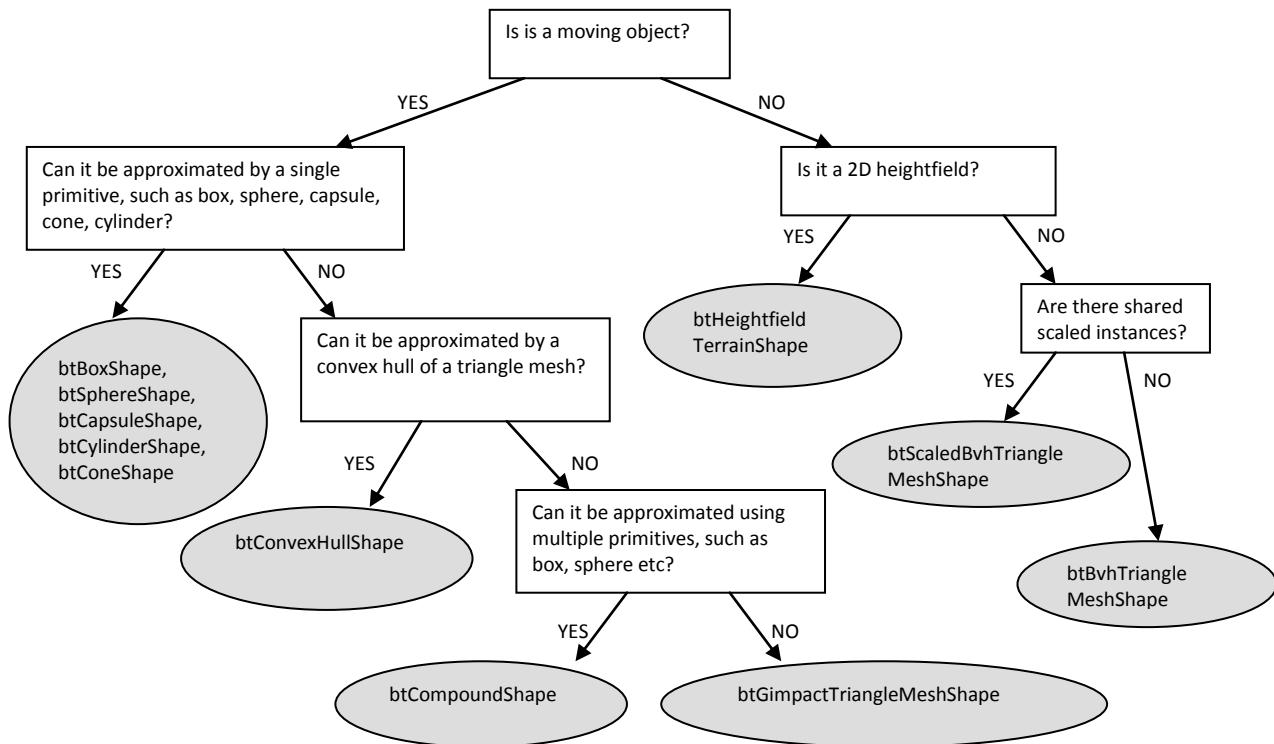 Is is a moving object?
YES
NO
Can it be approximated by a single
primitive, such as box, sphere, capsule,
cone, cylinder?
Is it a 2D heightfield?
YES
NO
YES
NO
btBoxShape,
btSphereShape,
btCapsuleShape,
btCylinderShape,
btConeShape
Can it be approximated by a
convex hull of a triangle mesh?
btHeightfield
TerrainShape
Are there shared
scaled instances?
YES
NO
YES
NO
btConvexHullShape
Can it be approximated using
multiple primitives, such as
box, sphere etc?
btScaledBvhTriangle
MeshShape
btBvhTriangle
MeshShape
YES
NO
btCompoundShape
btGimpactTriangleMeshShape